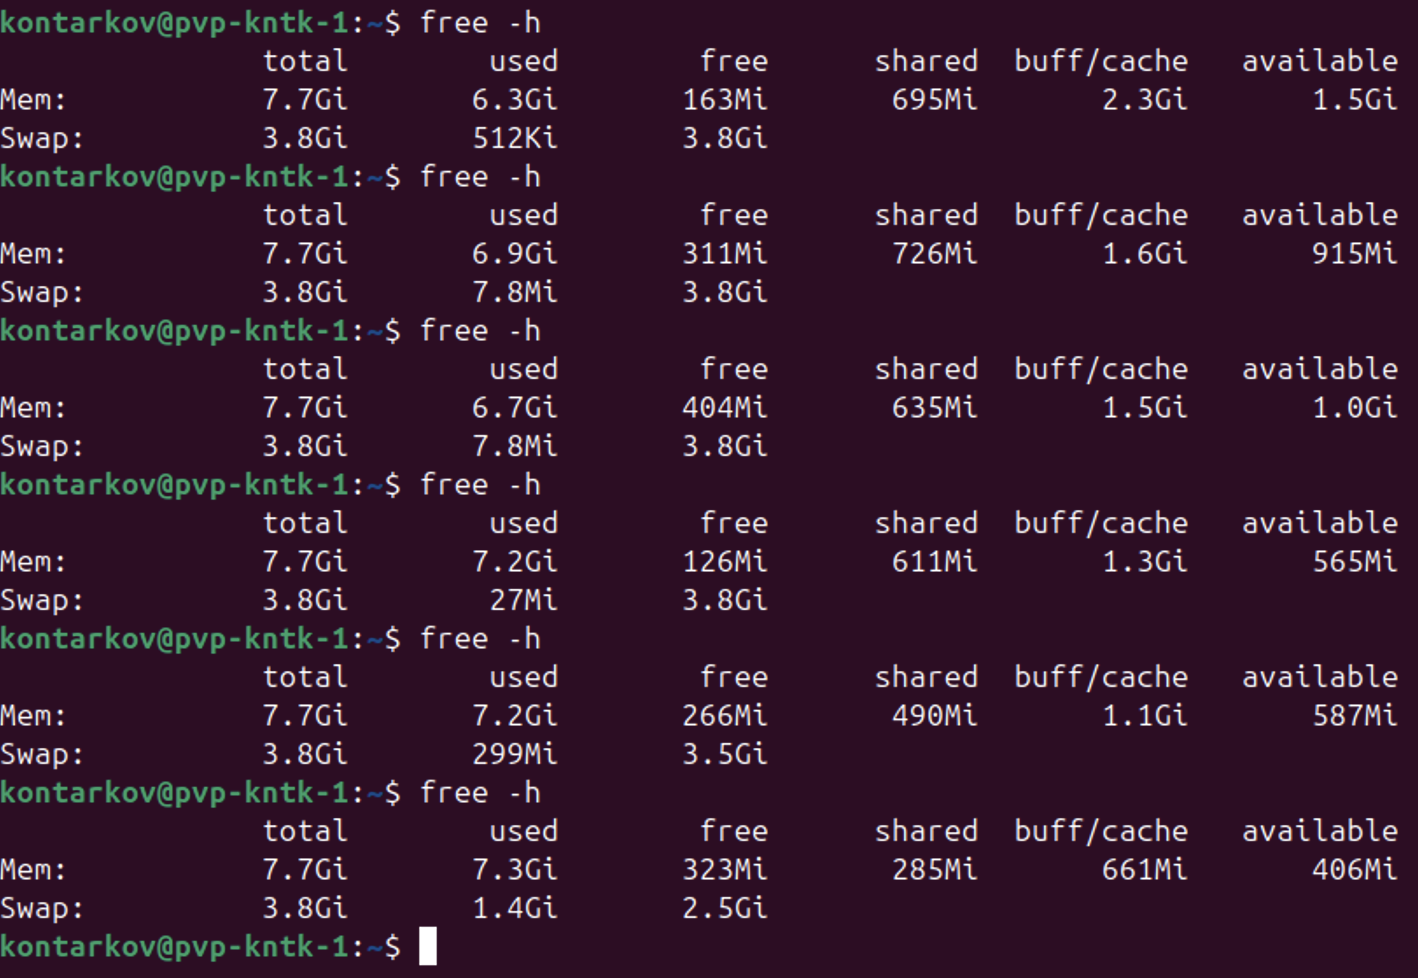 kontarkov@pvp-kntk-1:~$ free -h
total used free shared buff/cache available
Mem: 7.7Gi 6.3Gi 163Mi 695Mi 2.3Gi 1.5Gi
Swap: 3.8Gi 512Ki 3.8Gi
kontarkov@pvp-kntk-1:~$ free -h
total used free shared buff/cache available
Mem: 7.7Gi 6.9Gi 311Mi 726Mi 1.6Gi 915Mi
Swap: 3.8Gi 7.8Mi 3.8Gi
kontarkov@pvp-kntk-1:~$ free -h
total used free shared buff/cache available
Mem: 7.7Gi 6.7Gi 404Mi 635Mi 1.5Gi 1.0Gi
Swap: 3.8Gi 7.8Mi 3.8Gi
kontarkov@pvp-kntk-1:~$ free -h
total used free shared buff/cache available
Mem: 7.7Gi 7.2Gi 126Mi 611Mi 1.3Gi 565Mi
Swap: 3.8Gi 27Mi 3.8Gi
kontarkov@pvp-kntk-1:~$ free -h
total used free shared buff/cache available
Mem: 7.7Gi 7.2Gi 266Mi 490Mi 1.1Gi 587Mi
Swap: 3.8Gi 299Mi 3.5Gi
kontarkov@pvp-kntk-1:~$ free -h
total used free shared buff/cache available
Mem: 7.7Gi 7.3Gi 323Mi 285Mi 661Mi 406Mi
Swap: 3.8Gi 1.4Gi 2.5Gi
kontarkov@pvp-kntk-1:~$